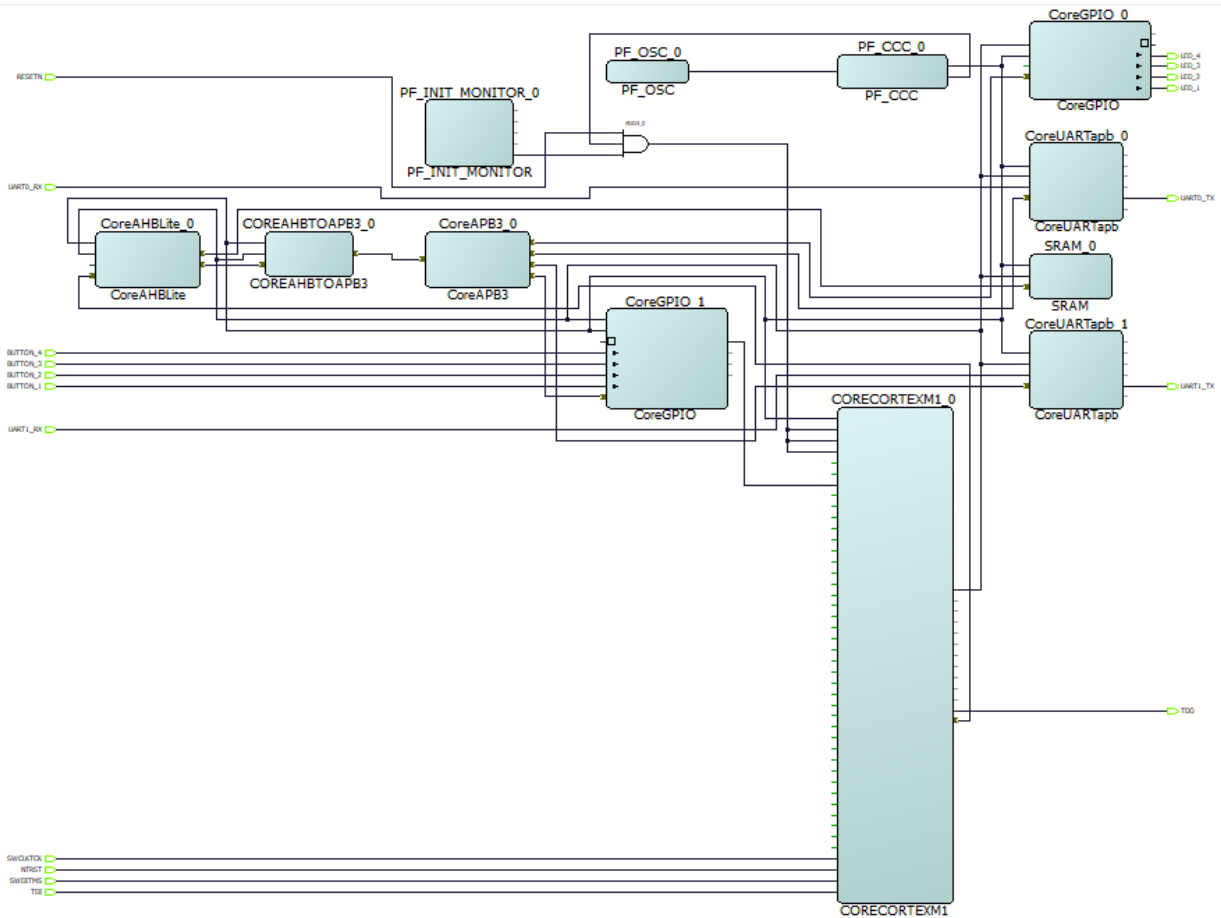 CoreGPIO_0
LED_4
LED_3
LED_2
LED_1
CoreGPIO
PF_OSC_0
PF_OSC
PF_CCC_0
PF_CCC
RESETN
PF_INIT_MONITOR_0
PF_INIT_MONITOR
AND3_0
CoreUARTapb_0
CoreUARTapb
UART0_RX
UART0_TX
CoreAHBLite_0
CoreAHBLite
COREAHBTOAPB3_0
COREAHBTOAPB3
CoreAPB3_0
CoreAPB3
SRAM_0
SRAM
CoreGPIO_1
CoreGPIO
CoreUARTapb_1
CoreUARTapb
BUTTON_4
BUTTON_3
BUTTON_2
BUTTON_1
UART1_TX
UART1_RX
CORECORTEXM1_0
CORECORTEXM1
TDO
SWCLKTCK
NTRST
SWDITMS
TDI